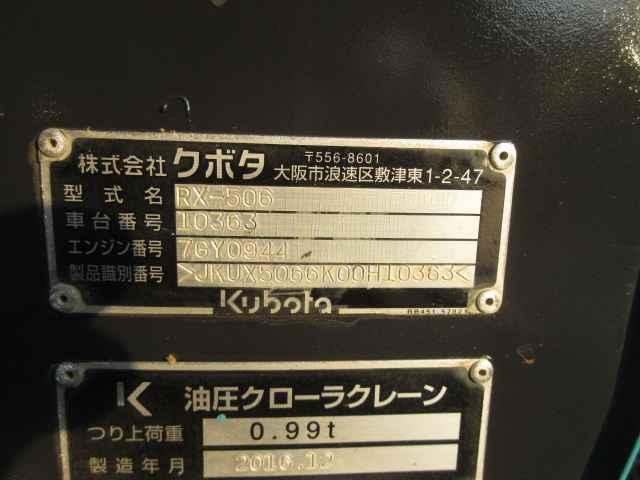 株式会社 クボタ 〒556-8601
大阪市浪速区敷津東1-2-47
型式名 RX-506
車台番号 10363
エンジン番号 7GY0944
製品識別番号 >JKUX5066K00H10363<
Kubota
油圧クローラクレーン
つり上荷重 0.99t
製造年月 2016.12